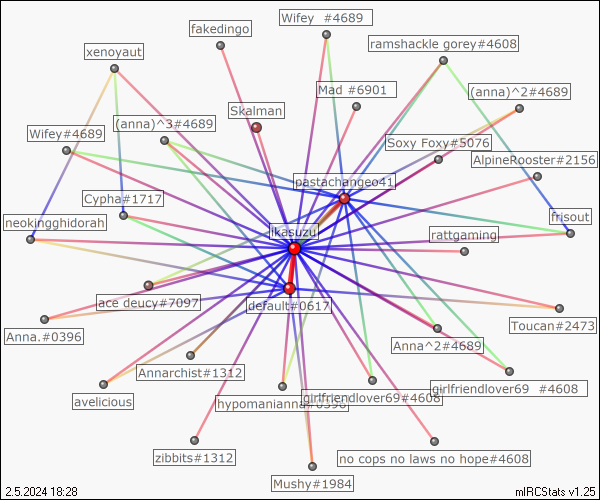 Wifey   #4689
fakedingo
ramshackle gorey#4608
xenoyaut
Mad #6901
(anna)^2#4689
Skalman
(anna)^3#4689
Wifey#4689
Soxy Foxy#5076
AlpineRooster#2156
pastachangeo41
Cypha#1717
neokingghidorah
frisout
likasuzu
rattgaming
ace deucy#7097
default#0617
Toucan#2473
Anna.#0396
Anna^2#4689
Annarchist#1312
girlfriendlover69  #4608
avelicious
hypomanianna#0396
girlfriendlover69#4608
zibbits#1312
no cops no laws no hope#4608
Mushy#1984
2.5.2024 18:28
mIRCStats v1.25